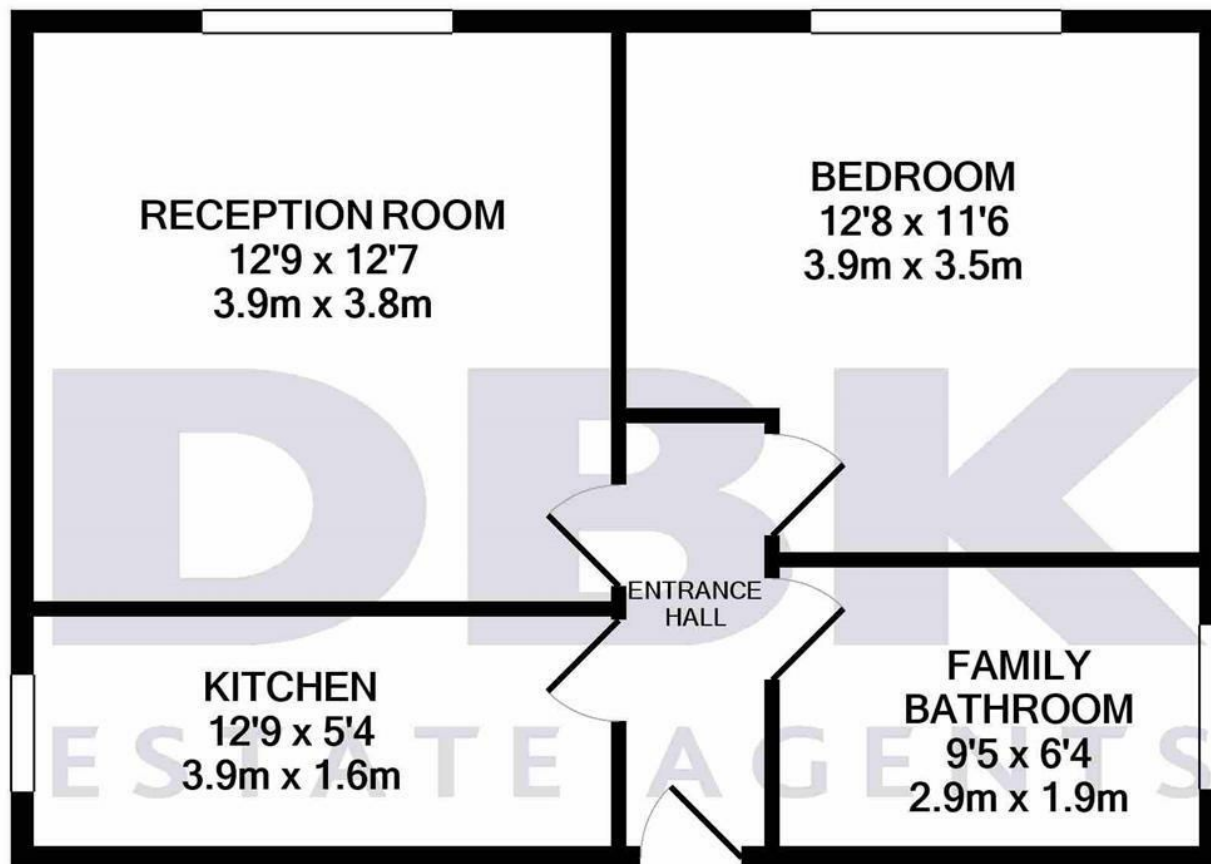 RECEPTION ROOM
12'9 x 12'7
3.9m x 3.8m
BEDROOM
12'8 x 11'6
3.9m x 3.5m
ENTRANCE
HALL
KITCHEN
12'9 x 5'4
3.9m x 1.6m
FAMILY
BATHROOM
9'5 x 6'4
2.9m x 1.9m
DBK
ESTATE AGENTS